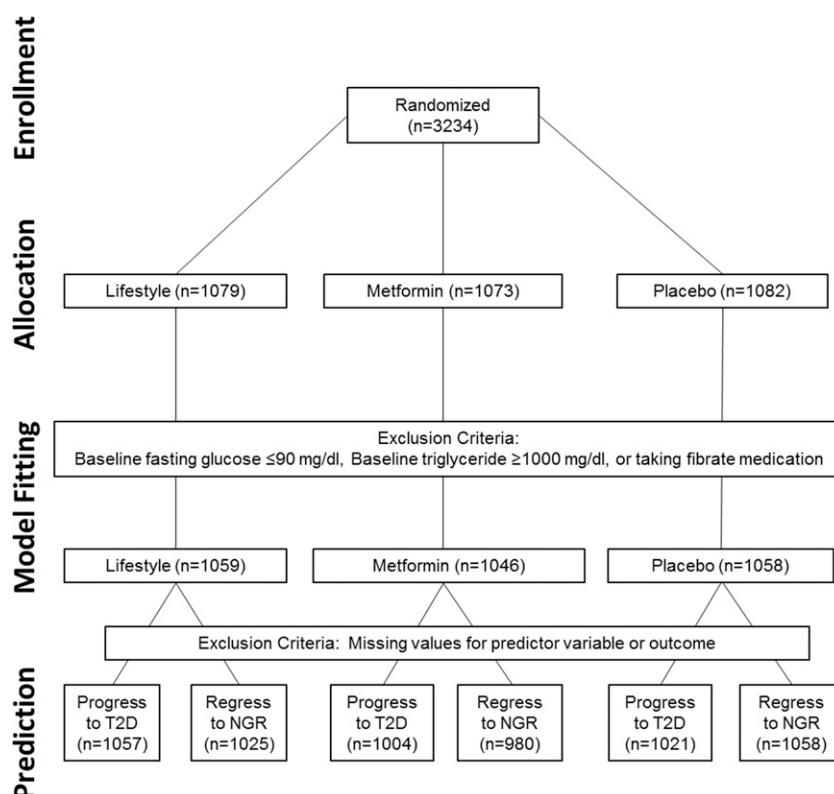 Enrollment
Randomized
(n=3234)
Allocation
Lifestyle (n=1079)
Metformin (n=1073)
Placebo (n=1082)
Model Fitting
Exclusion Criteria:
Baseline fasting glucose ≤90 mg/dl, Baseline triglyceride ≥1000 mg/dl, or taking fibrate medication
Lifestyle (n=1059)
Metformin (n=1046)
Placebo (n=1058)
Prediction
Exclusion Criteria: Missing values for predictor variable or outcome
Progress
to T2D
(n=1057)
Regress
to NGR
(n=1025)
Progress
to T2D
(n=1004)
Regress
to NGR
(n=980)
Progress
to T2D
(n=1021)
Regress
to NGR
(n=1058)